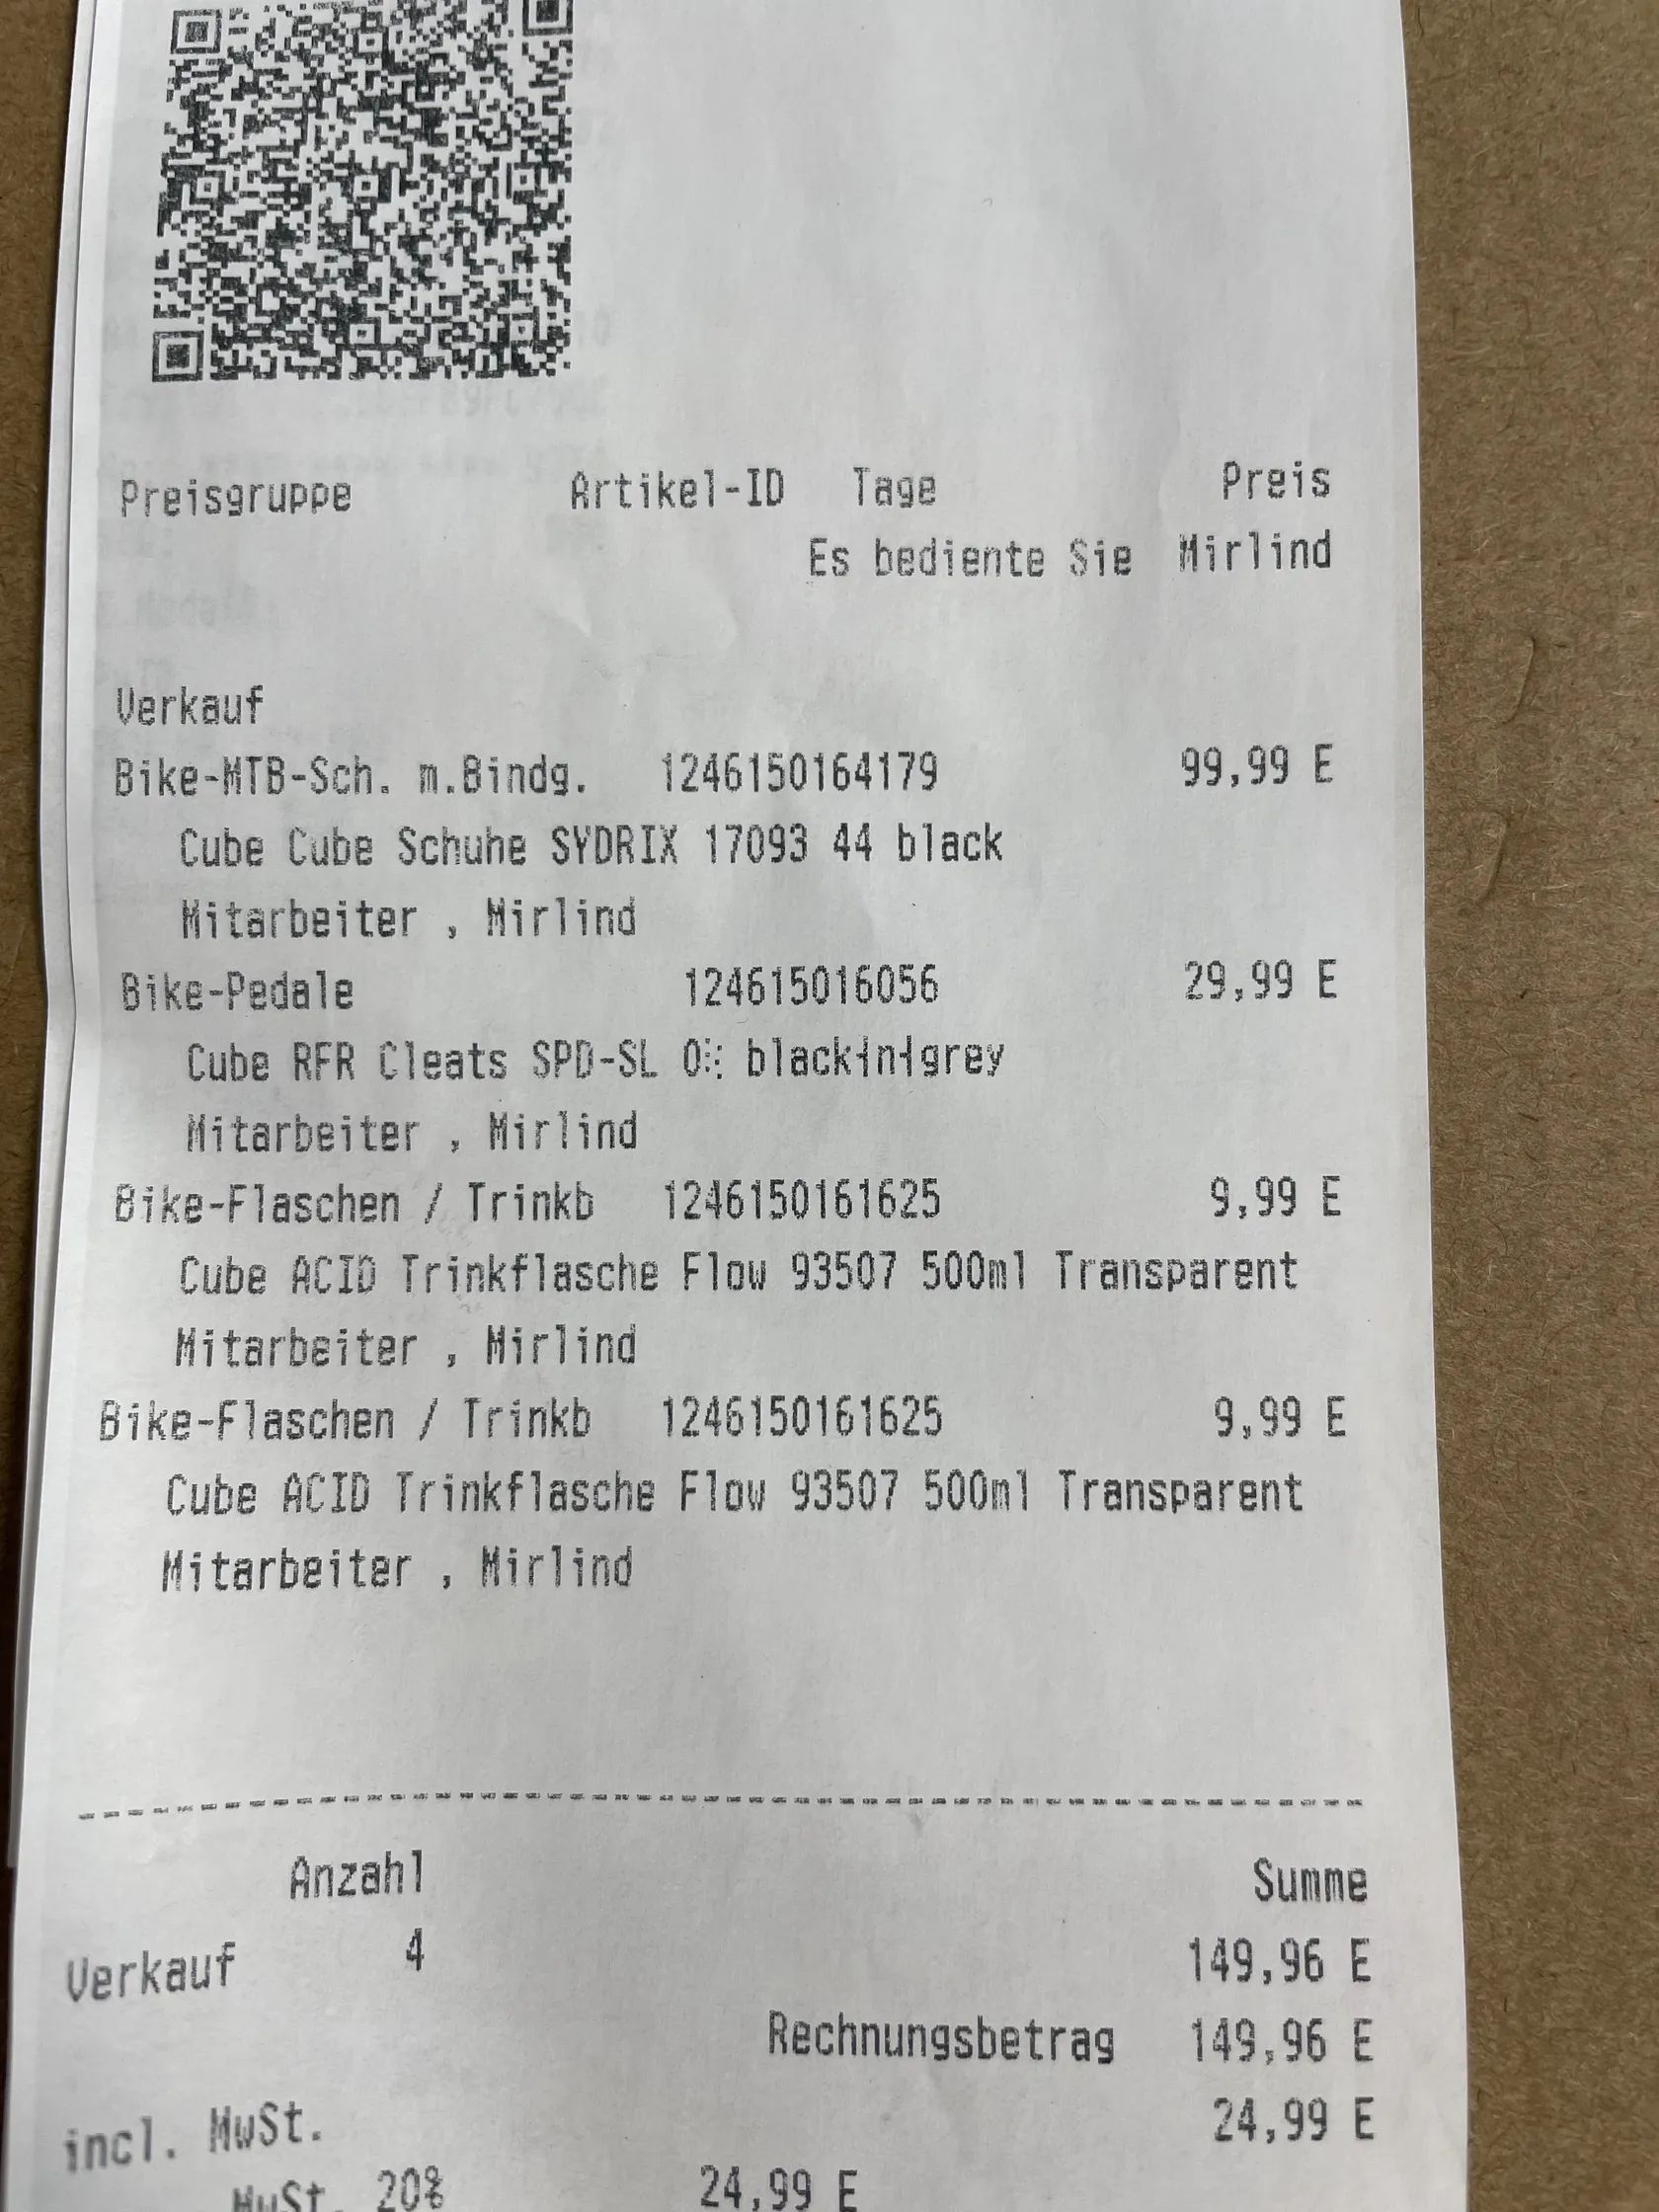 Preisgruppe Artikel-ID Tage Preis
Es bediente Sie Mirlind
Verkauf
Bike-MTB-Sch. m.Bindg. 1246150164179 99,99 E
Cube Cube Schuhe SYDRIX 17093 44 black
Mitarbeiter , Mirlind
Bike-Pedale 124615016056 29,99 E
Cube RFR Cleats SPD-SL black'n'grey
Mitarbeiter , Mirlind
Bike-Flaschen / Trinkb 1246150161625 9,99 E
Cube ACID Trinkflasche Flow 93507 500ml Transparent
Mitarbeiter , Mirlind
Bike-Flaschen / Trinkb 1246150161625 9,99 E
Cube ACID Trinkflasche Flow 93507 500ml Transparent
Mitarbeiter , Mirlind
Anzahl Summe
Verkauf 4 149,96 E
Rechnungsbetrag 149,96 E
incl. MwSt. 24,99 E
MwSt. 20% 24,99 E